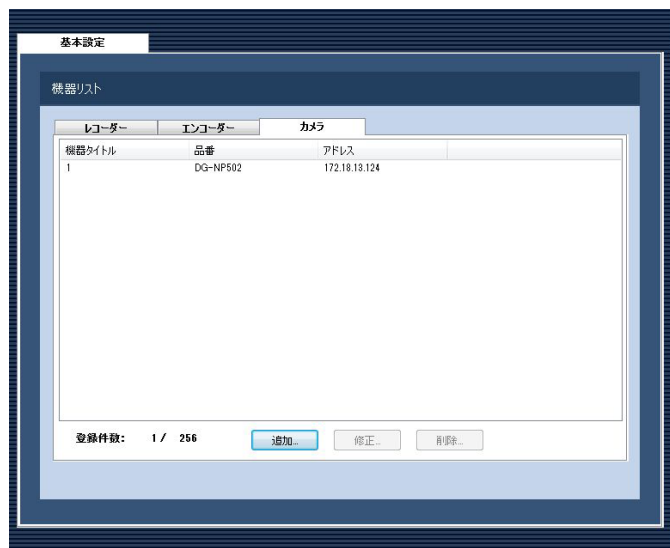 基本設定
機器リスト
レコーダー エンコーダー カメラ
機器タイトル 品番 アドレス
1 DG-NP502 172.18.13.124
登録件数: 1 / 256 追加... 修正... 削除...